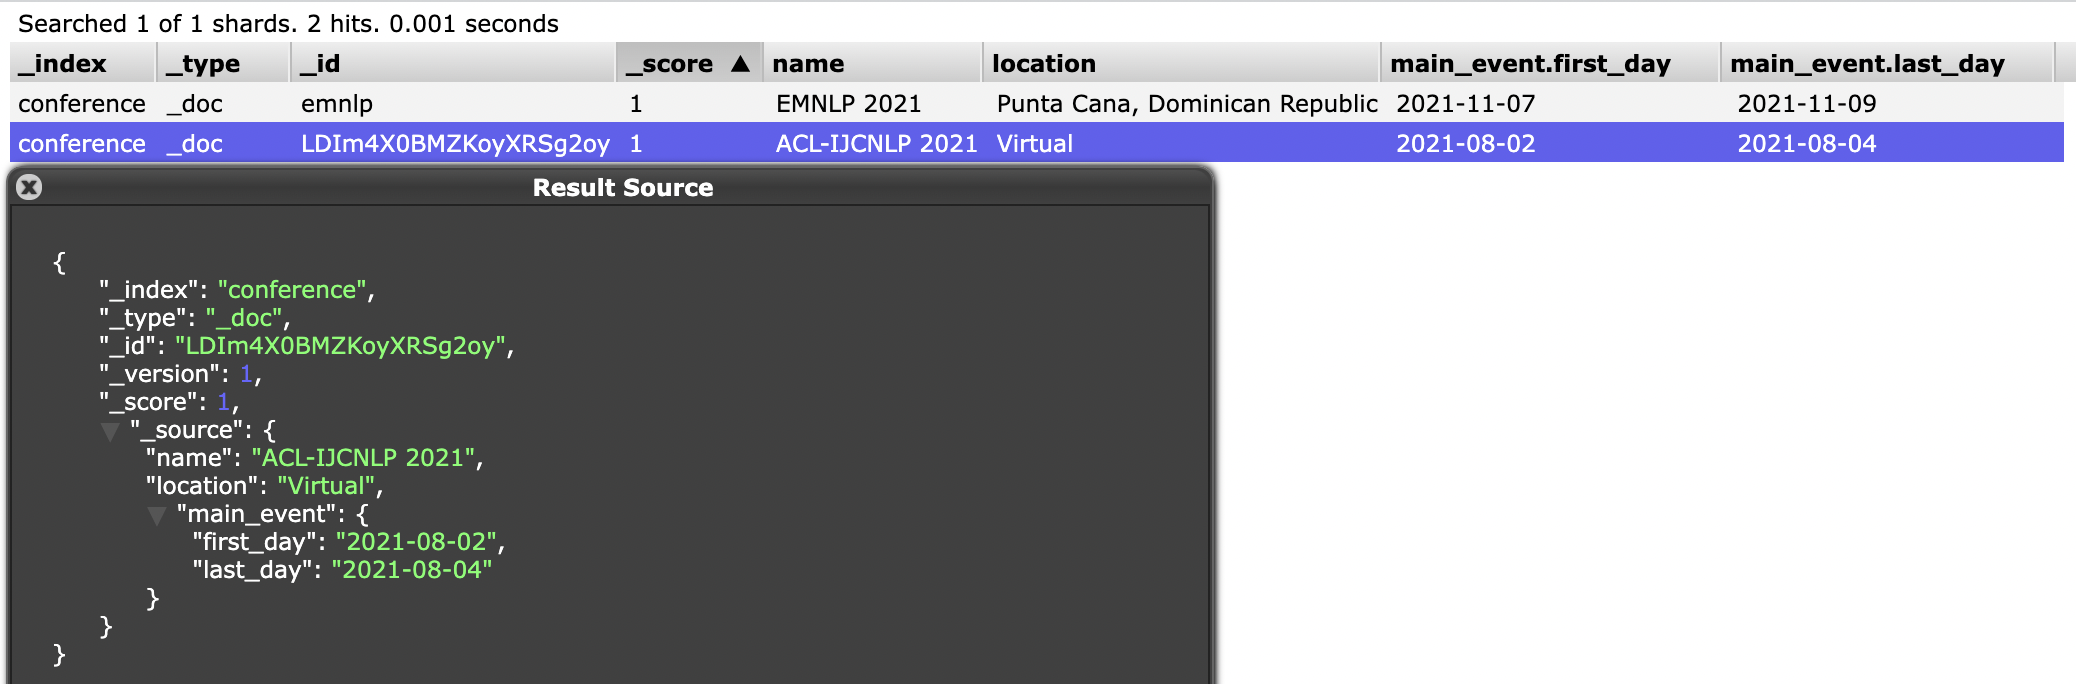 Searched 1 of 1 shards. 2 hits. 0.001 seconds
_index _type _id _score ▲ name location main_event.first_day main_event.last_day
conference _doc emnlp 1 EMNLP 2021 Punta Cana, Dominican Republic 2021-11-07 2021-11-09
conference _doc LDIm4X0BMZKoyXRSg2oy 1 ACL-IJCNLP 2021 Virtual 2021-08-02 2021-08-04
Result Source
{
"_index": "conference",
"_type": "_doc",
"_id": "LDIm4X0BMZKoyXRSg2oy",
"_version": 1,
"_score": 1,
"_source": {
"name": "ACL-IJCNLP 2021",
"location": "Virtual",
"main_event": {
"first_day": "2021-08-02",
"last_day": "2021-08-04"
}
}
}